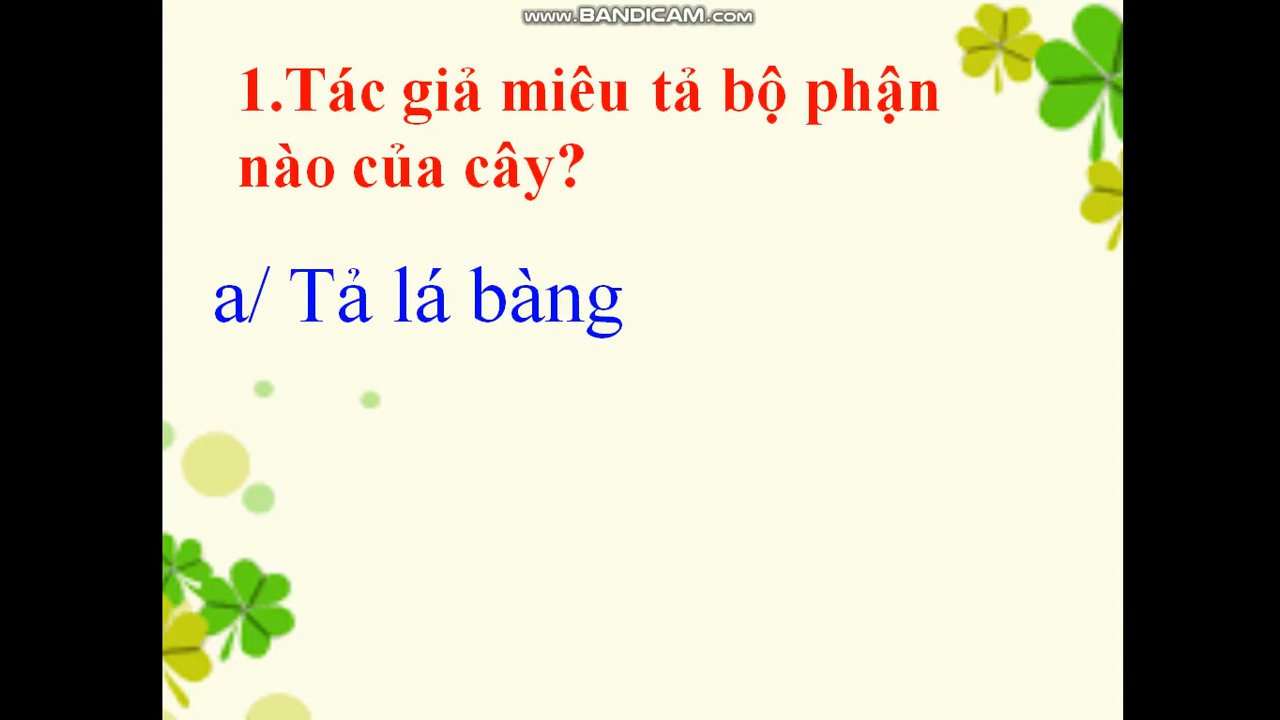 www.BANDICAM.com
1.Tác giả miêu tả bộ phận
nào của cây?
a/ Tả lá bàng